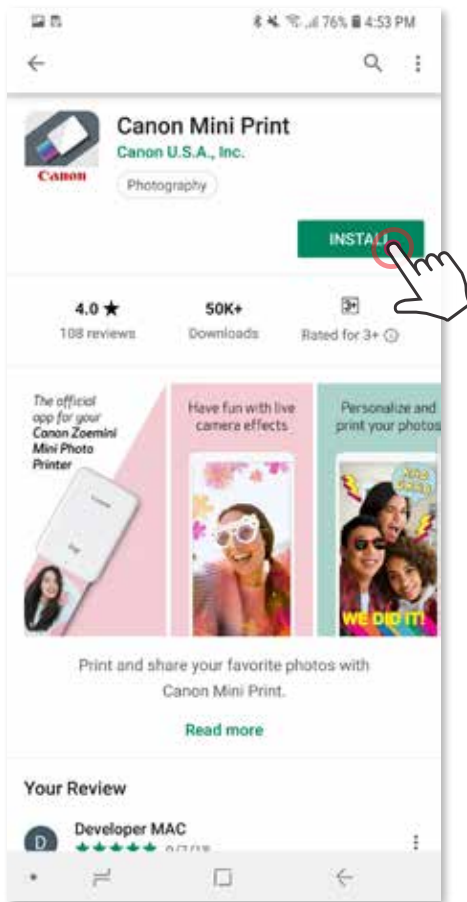 76% 4:53 PM
Canon Mini Print
Canon U.S.A., Inc.
Canon
Photography
INSTALL
4.0 ★
50K+
3+
108 reviews
Downloads
Rated for 3+
The official
app for your
Canon Zoemini
Mini Photo
Printer
Have fun with live
camera effects
Personalize and
print your photos
Canon
WE DID IT!
Print and share your favorite photos with
Canon Mini Print.
Read more
Your Review
D
Developer MAC